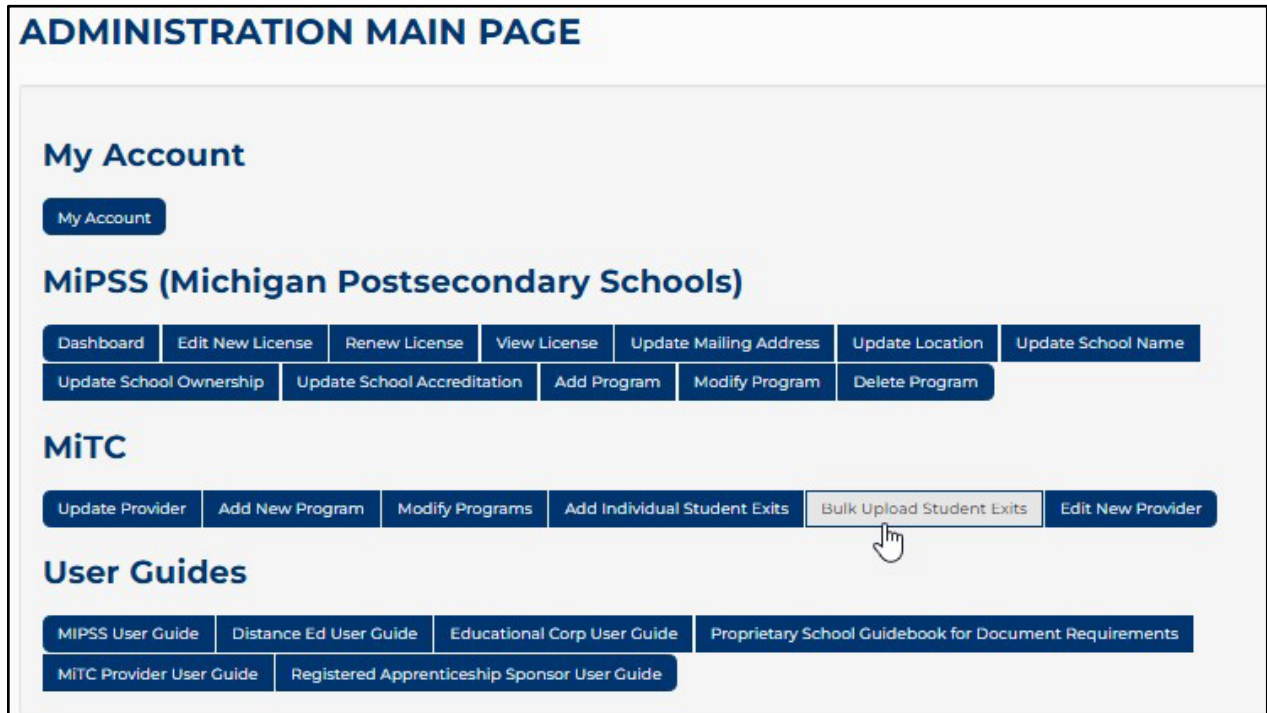 ADMINISTRATION MAIN PAGE
My Account
My Account
MiPSS (Michigan Postsecondary Schools)
Dashboard Edit New License Renew License View License Update Mailing Address Update Location Update School Name
Update School Ownership Update School Accreditation Add Program Modify Program Delete Program
MiTC
Update Provider Add New Program Modify Programs Add Individual Student Exits Bulk Upload Student Exits Edit New Provider
User Guides
MIPSS User Guide Distance Ed User Guide Educational Corp User Guide Proprietary School Guidebook for Document Requirements
MiTC Provider User Guide Registered Apprenticeship Sponsor User Guide